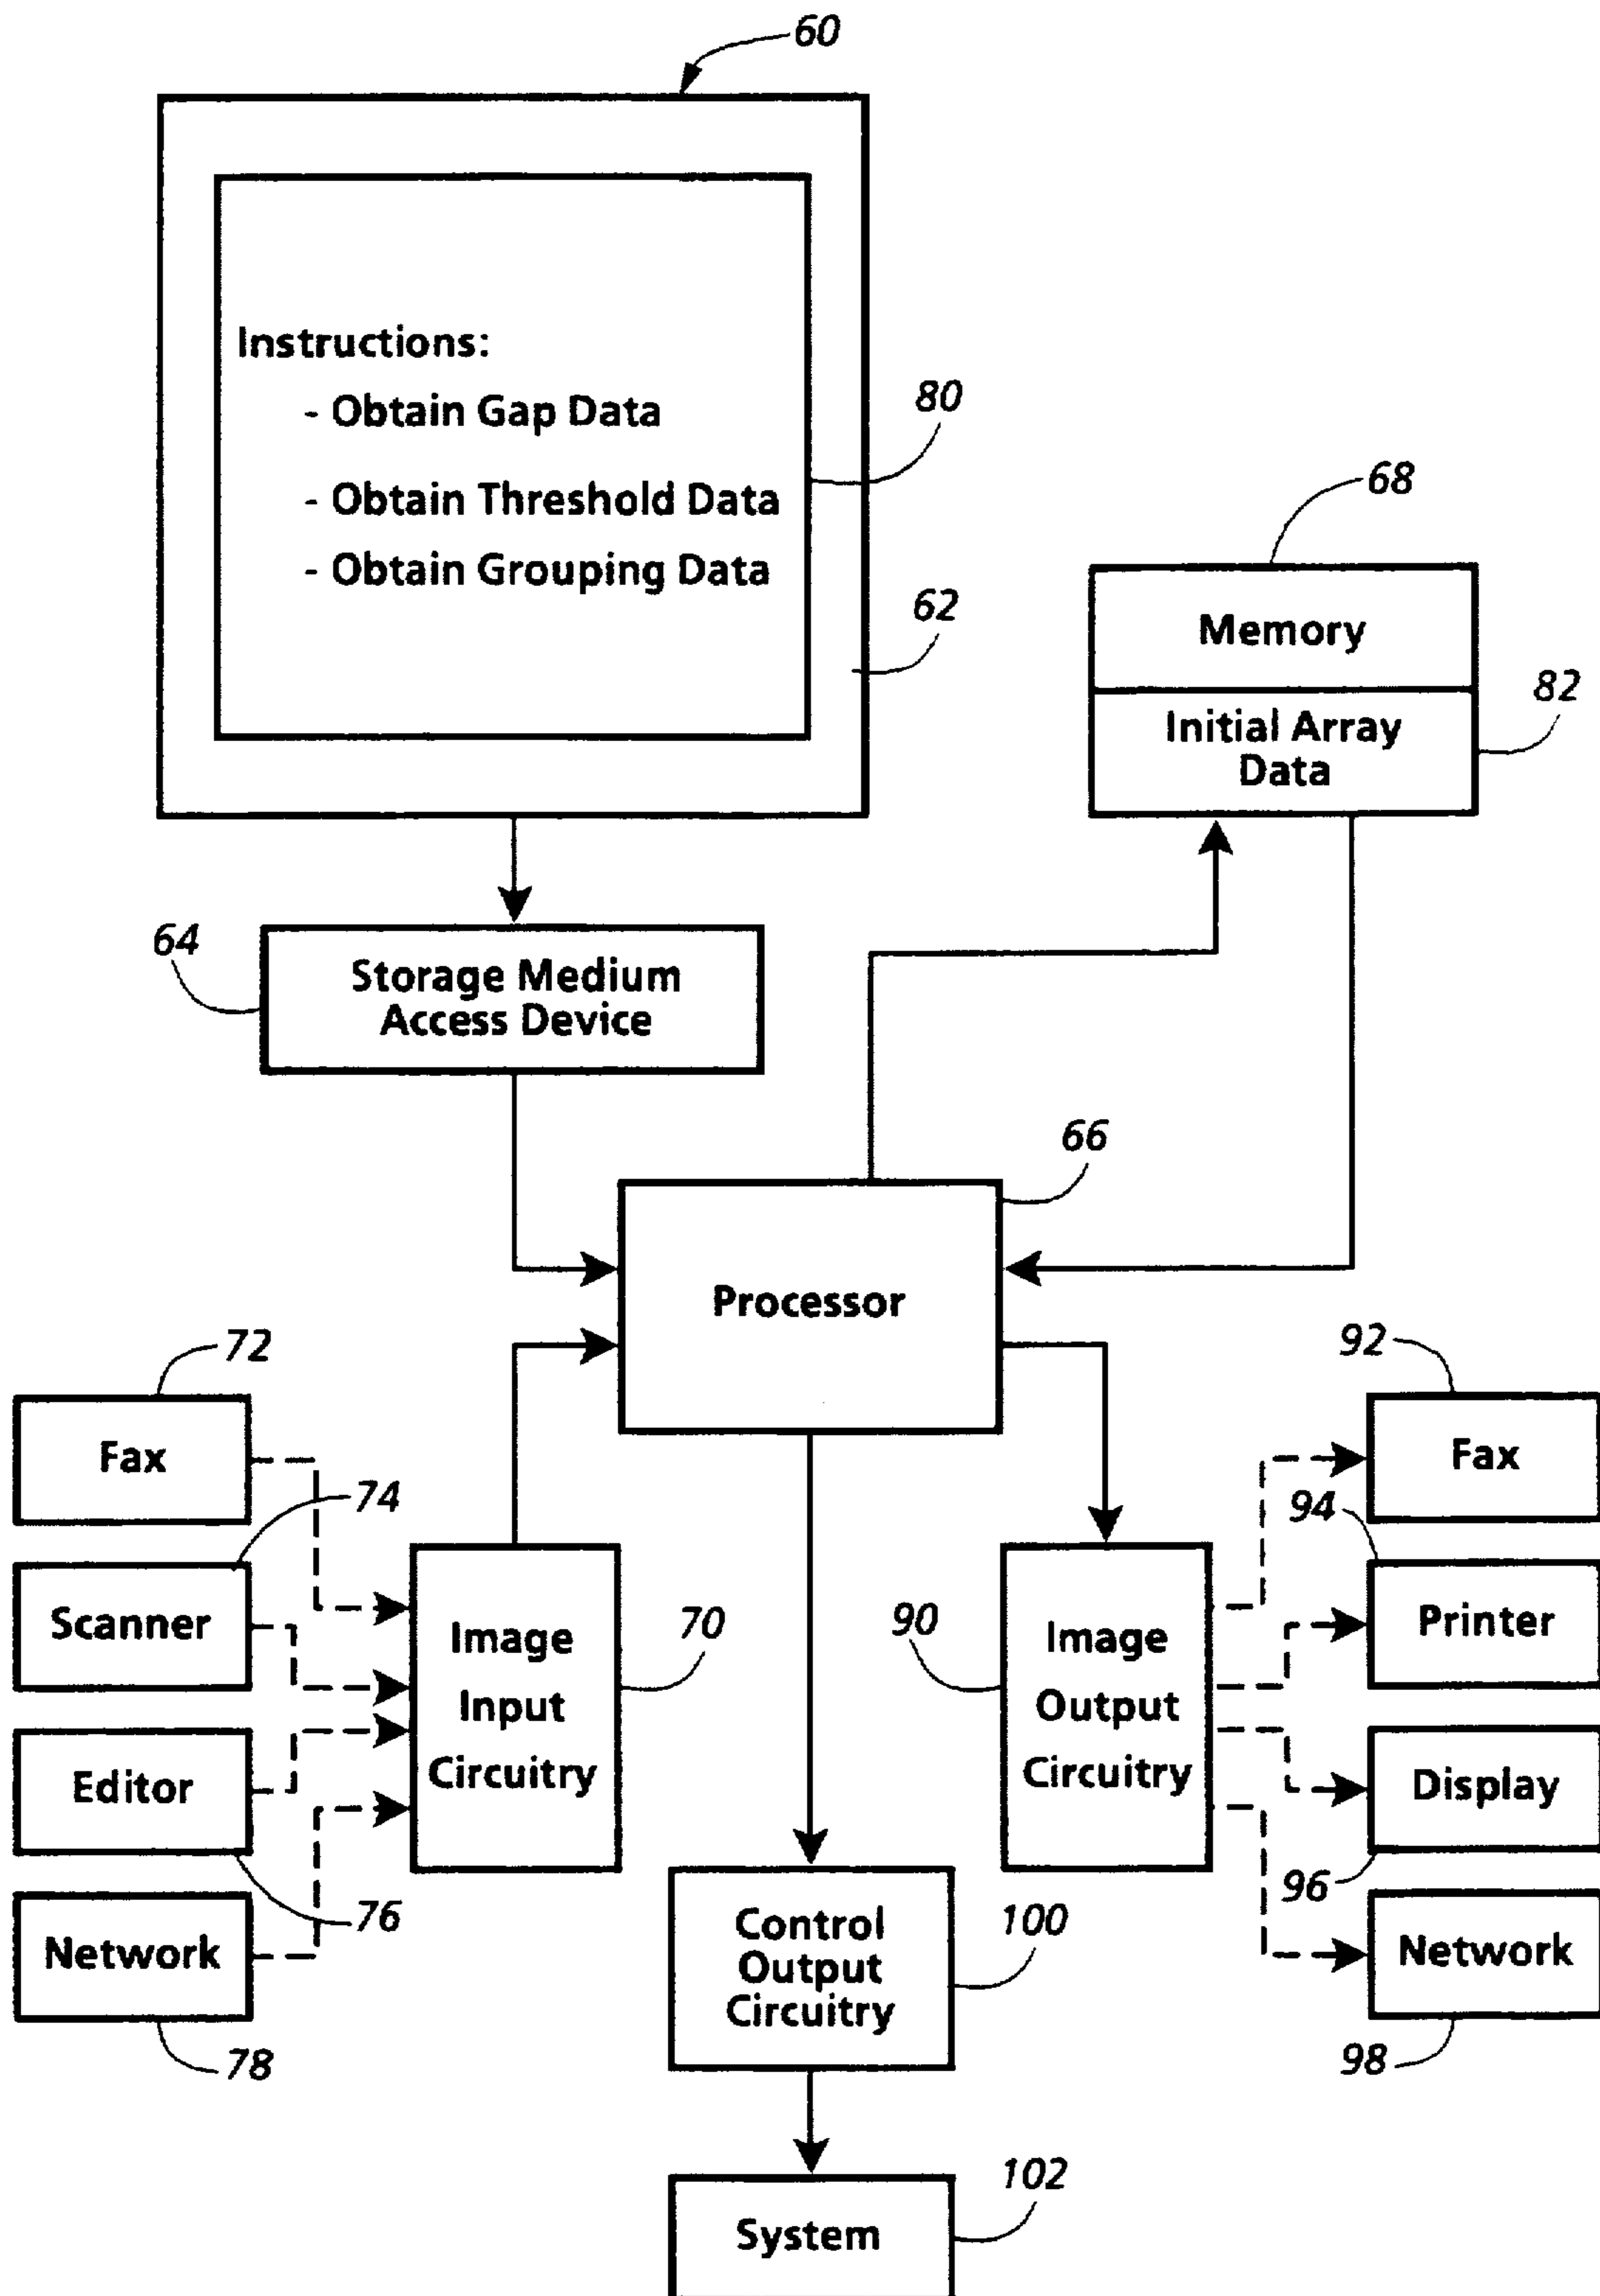 60
Instructions:
- Obtain Gap Data
80
- Obtain Threshold Data
68
- Obtain Grouping Data
62
Memory
82
Initial Array
Data
64
Storage Medium
Access Device
66
Processor
72
92
Fax
Fax
74
94
Scanner
Image
Input
Circuitry
70
90
Image
Output
Circuitry
Printer
Editor
Display
76
96
Control
Output
Circuitry
100
Network
Network
78
98
102
System